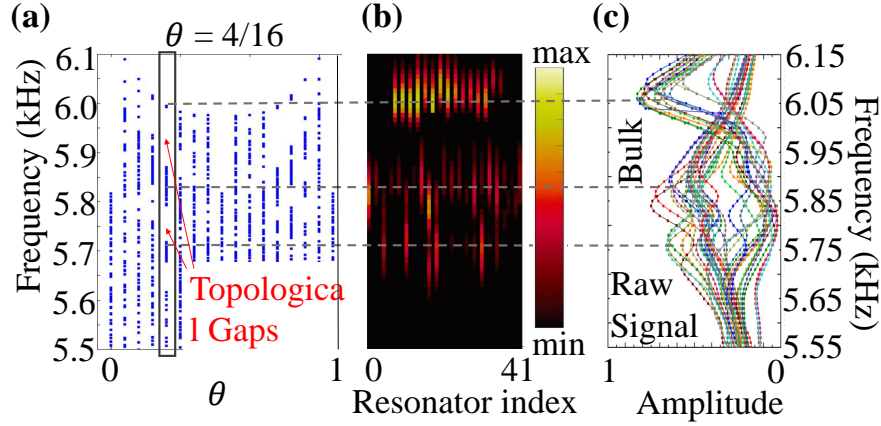 (a)
θ = 4/16
Frequency (kHz)
6.1
6.0
5.9
5.8
5.7
5.6
5.5
Topologica
l Gaps
0
1
θ
(b)
max
min
0
41
Resonator index
(c)
Bulk
Raw
Signal
6.15
6.05
5.95
5.85
5.75
5.65
5.55
Frequency (kHz)
1
0
Amplitude